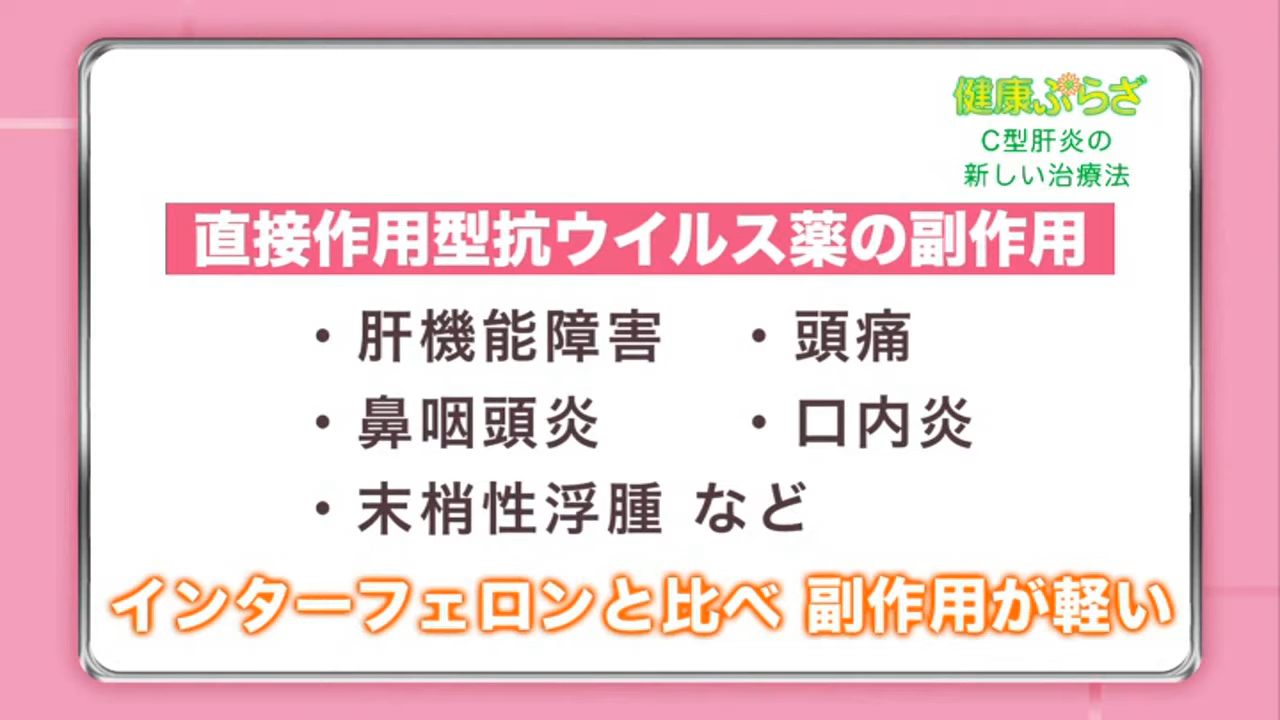 健康ぷらざ
C型肝炎の
新しい治療法
直接作用型抗ウイルス薬の副作用
・肝機能障害 ・頭痛
・鼻咽頭炎 ・口内炎
・末梢性浮腫 など
インターフェロンと比べ 副作用が軽い